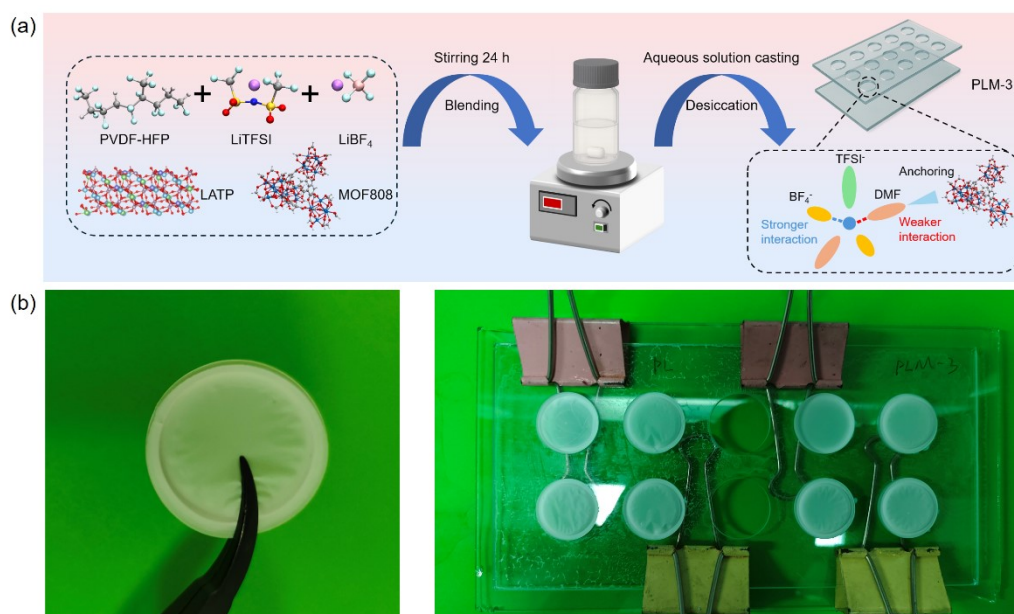 (a)
Stirring 24 h
Aqueous solution casting
Blending
Desiccation
PLM-3
PVDF-HFP
LiTFSI
LiBF₄
LATP
MOF808
TFSI⁻
Anchoring
BF₄⁻
DMF
Stronger
interaction
Weaker
interaction
(b)
PL
PLM-3